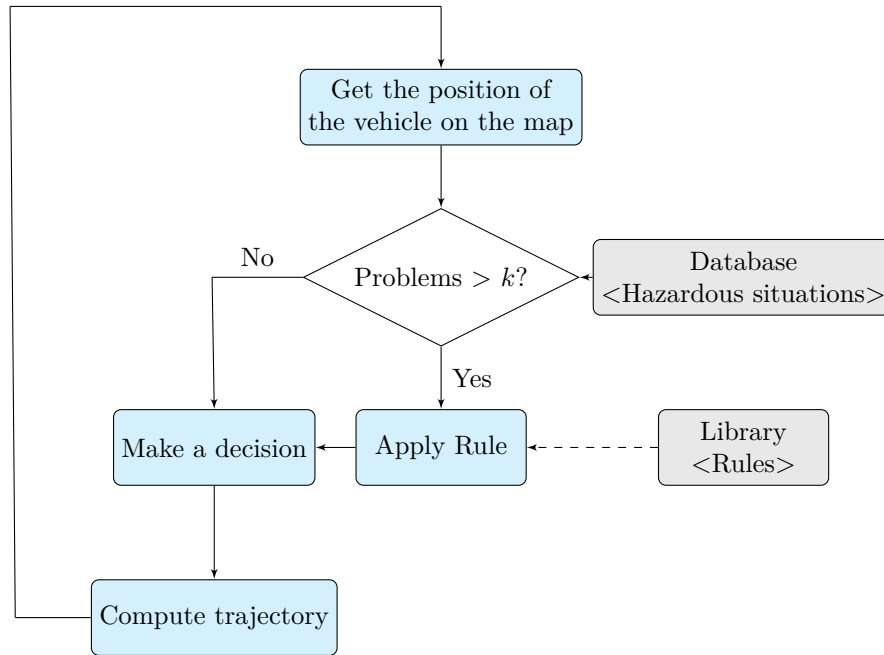 Get the position of
the vehicle on the map
No
Problems > k?
Database
<Hazardous situations>
Yes
Make a decision
Apply Rule
Library
<Rules>
Compute trajectory